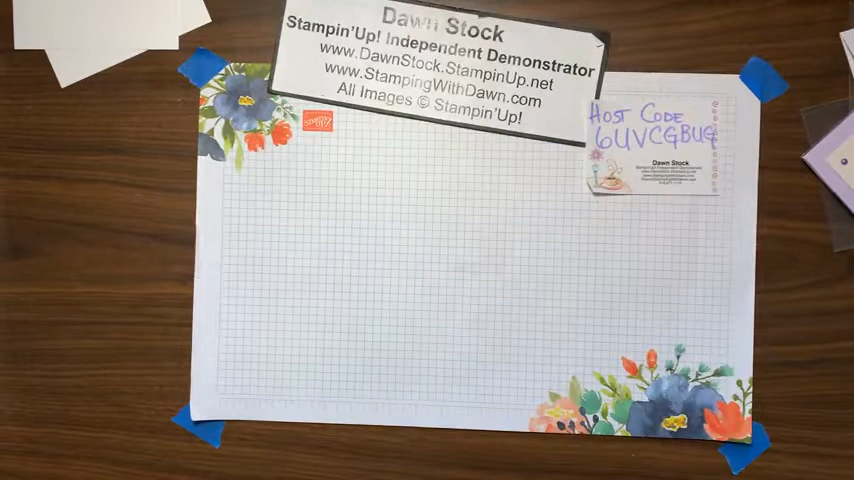 Dawn Stock
Stampin'Up! Independent Demonstrator
www.DawnStock.StampinUp.net
www.StampingWithDawn.com
All Images © Stampin'Up!
HOST CODE
6UVCGBUG
Dawn Stock